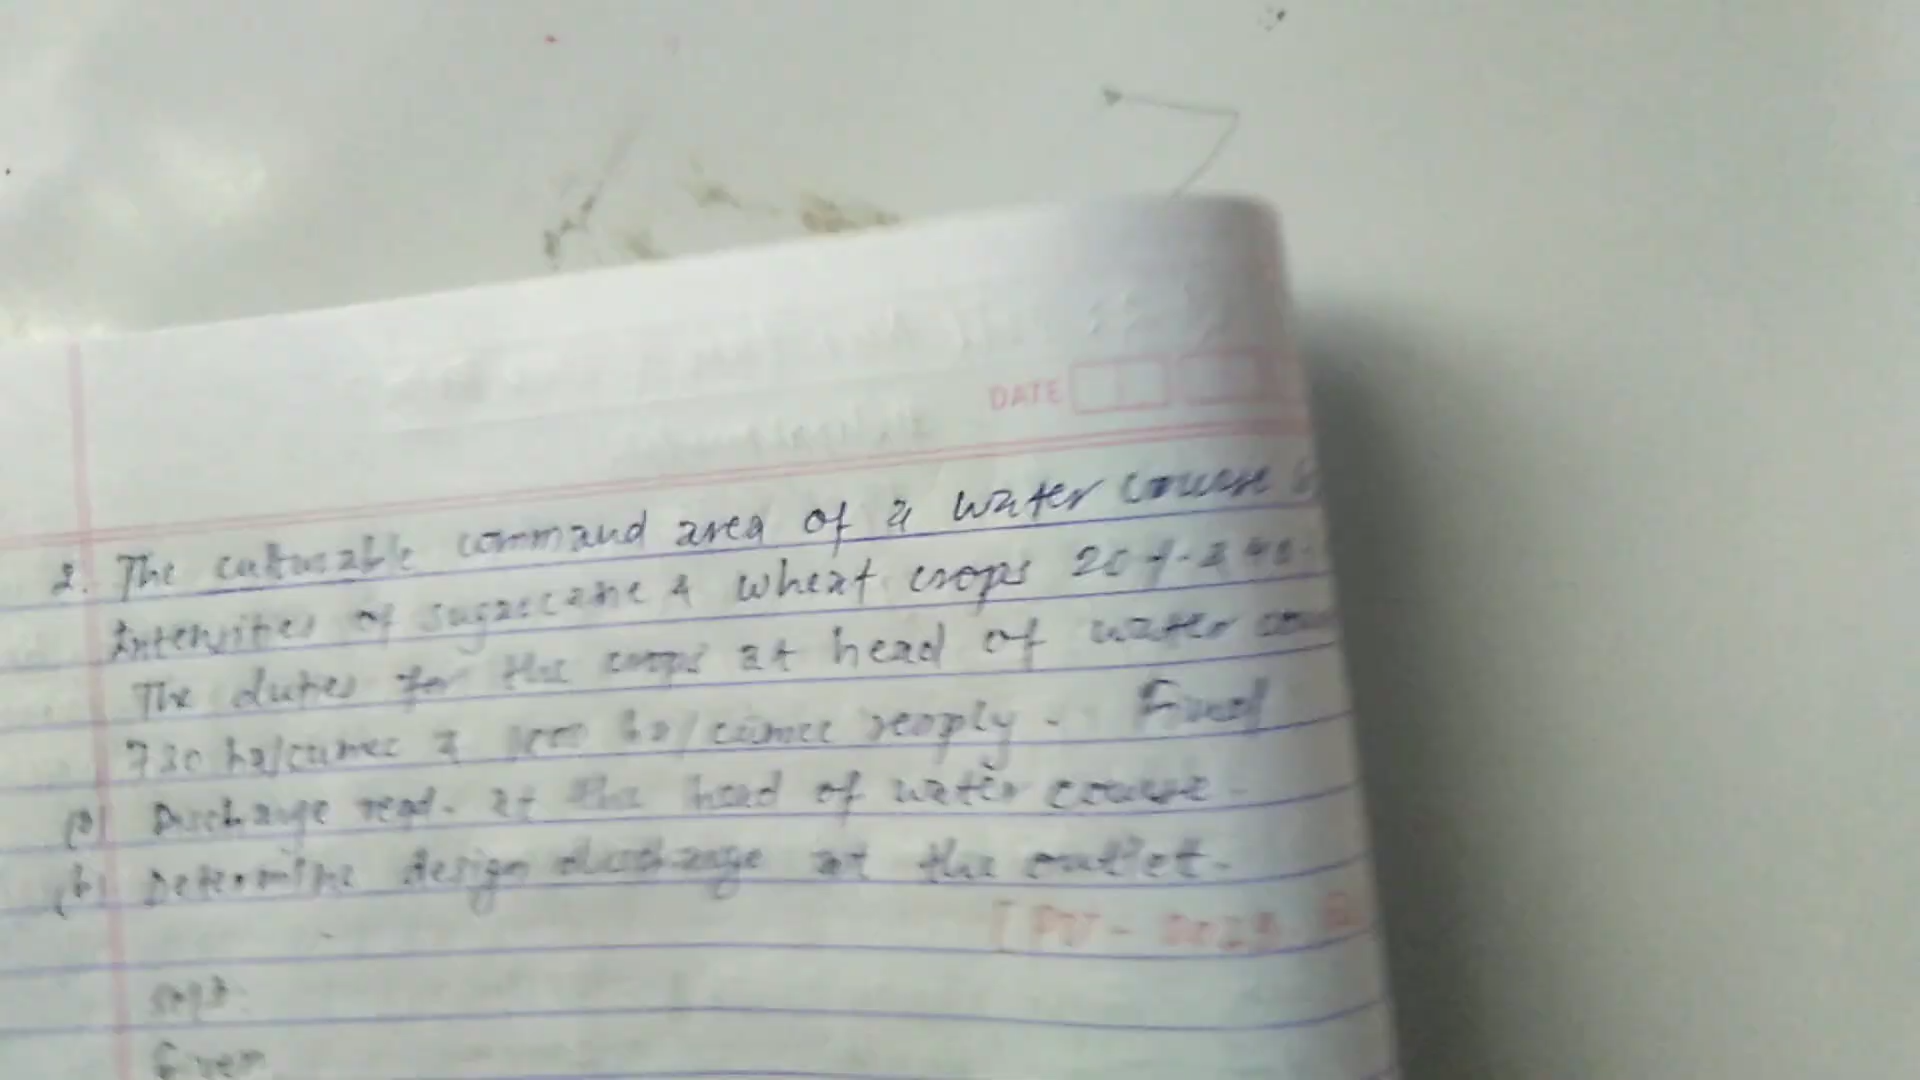 DATE
2. The culturable command area of a water course
Intensities of sugarcane & wheat crops 20 &
The duties for the crops at head of water
730 ha/cumec & ha/cumec resply. Find
(a) Discharge reqd. at the head of water course.
(b) Determine design discharge at the outlet.
soln
Given